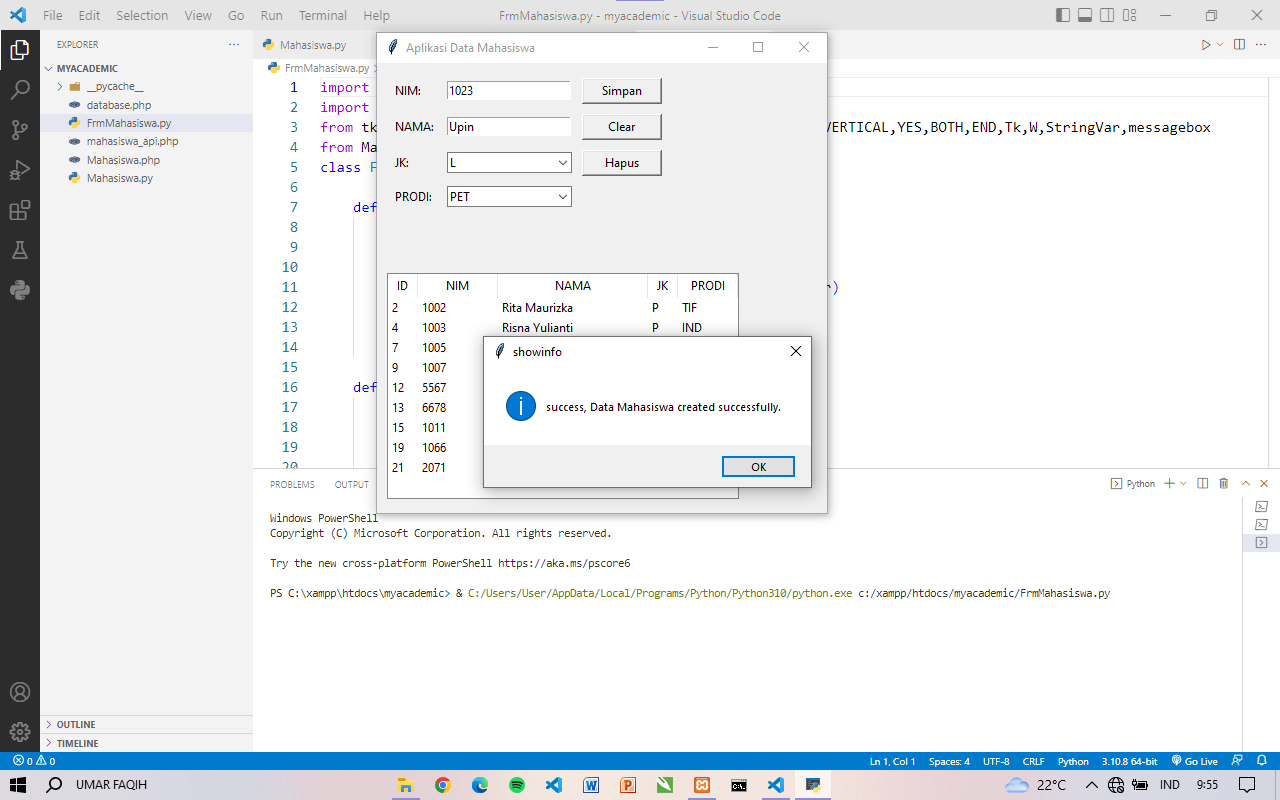 File Edit Selection View Go Run Terminal Help FrmMahasiswa.py - myacademic - Visual Studio Code
EXPLORER
MYACADEMIC
__pycache__
database.php
FrmMahasiswa.py
mahasiswa_api.php
Mahasiswa.php
Mahasiswa.py
OUTLINE
TIMELINE
Mahasiswa.py
FrmMahasiswa.py
1 import
2 import
3 from tk VERTICAL,YES,BOTH,END,Tk,W,StringVar,messagebox
4 from Ma
5 class F
6
7 def
8
9
10
11 )
12
13
14
15
16 def
17
18
19
20
Aplikasi Data Mahasiswa
NIM: 1023 Simpan
NAMA: Upin Clear
JK: L Hapus
PRODI: PET
ID NIM NAMA JK PRODI
2 1002 Rita Maurizka P TIF
4 1003 Risna Yulianti P IND
7 1005
9 1007
12 5567
13 6678
15 1011
19 1066
21 2071
showinfo
success, Data Mahasiswa created successfully.
OK
PROBLEMS OUTPUT Python
Windows PowerShell
Copyright (C) Microsoft Corporation. All rights reserved.
Try the new cross-platform PowerShell https://aka.ms/pscore6
PS C:\xampp\htdocs\myacademic> & C:/Users/User/AppData/Local/Programs/Python/Python310/python.exe c:/xampp/htdocs/myacademic/FrmMahasiswa.py
0 0 Ln 1, Col 1 Spaces: 4 UTF-8 CRLF Python 3.10.8 64-bit Go Live
UMAR FAQIH 22°C IND 9:55